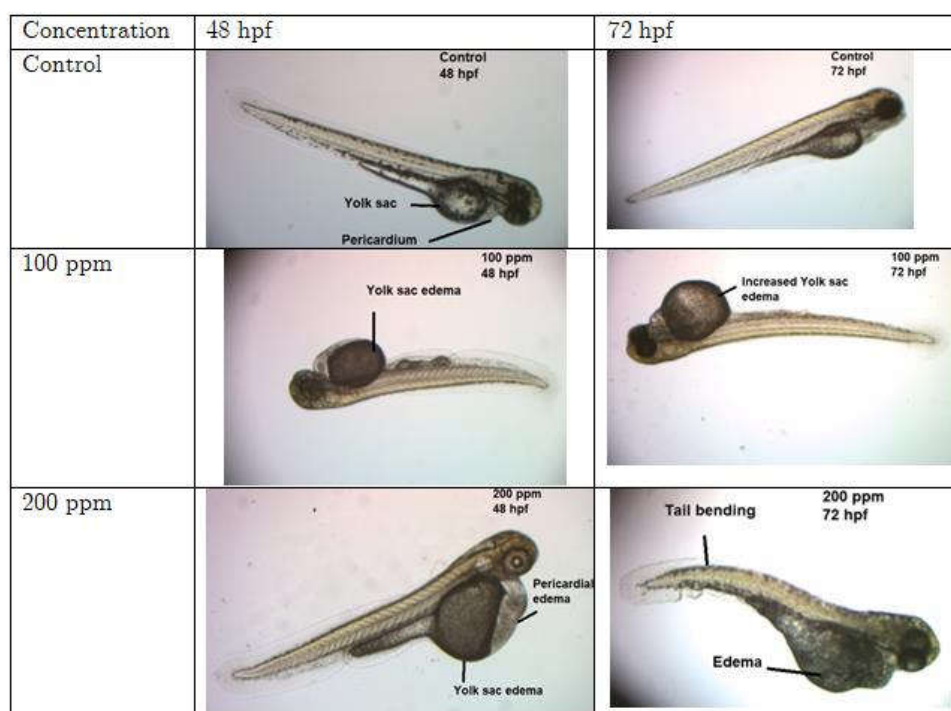 Concentration 48 hpf 72 hpf
Control
Control
48 hpf
Yolk sac
Pericardium
Control
72 hpf
100 ppm
100 ppm
48 hpf
Yolk sac edema
100 ppm
72 hpf
Increased Yolk sac
edema
200 ppm
200 ppm
48 hpf
Pericardial
edema
Yolk sac edema
200 ppm
72 hpf
Tail bending
Edema